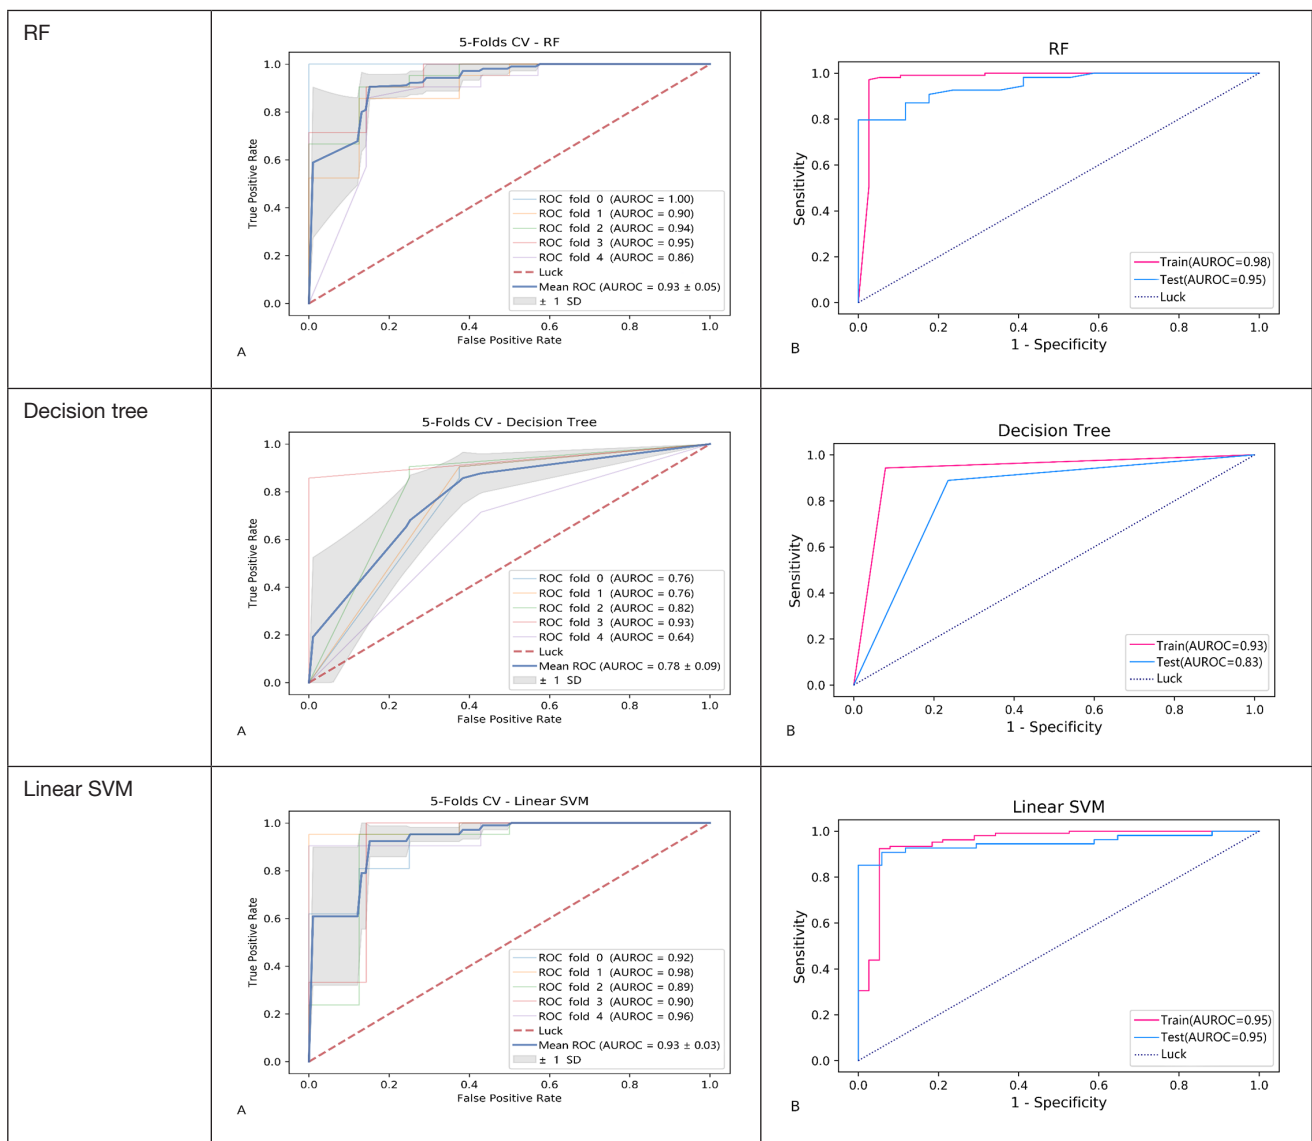 RF
5-Folds CV - RF
True Positive Rate
1.0
0.8
0.6
0.4
0.2
0.0
ROC fold 0 (AUROC = 1.00)
ROC fold 1 (AUROC = 0.90)
ROC fold 2 (AUROC = 0.94)
ROC fold 3 (AUROC = 0.95)
ROC fold 4 (AUROC = 0.86)
Luck
Mean ROC (AUROC = 0.93 ± 0.05)
± 1 SD
0.0 0.2 0.4 0.6 0.8 1.0
False Positive Rate
A
RF
Sensitivity
1.0
0.8
0.6
0.4
0.2
0.0
Train(AUROC=0.98)
Test(AUROC=0.95)
Luck
0.0 0.2 0.4 0.6 0.8 1.0
1 - Specificity
B
Decision tree
5-Folds CV - Decision Tree
True Positive Rate
1.0
0.8
0.6
0.4
0.2
0.0
ROC fold 0 (AUROC = 0.76)
ROC fold 1 (AUROC = 0.76)
ROC fold 2 (AUROC = 0.82)
ROC fold 3 (AUROC = 0.93)
ROC fold 4 (AUROC = 0.64)
Luck
Mean ROC (AUROC = 0.78 ± 0.09)
± 1 SD
0.0 0.2 0.4 0.6 0.8 1.0
False Positive Rate
A
Decision Tree
Sensitivity
1.0
0.8
0.6
0.4
0.2
0.0
Train(AUROC=0.93)
Test(AUROC=0.83)
Luck
0.0 0.2 0.4 0.6 0.8 1.0
1 - Specificity
B
Linear SVM
5-Folds CV - Linear SVM
True Positive Rate
1.0
0.8
0.6
0.4
0.2
0.0
ROC fold 0 (AUROC = 0.92)
ROC fold 1 (AUROC = 0.98)
ROC fold 2 (AUROC = 0.89)
ROC fold 3 (AUROC = 0.90)
ROC fold 4 (AUROC = 0.96)
Luck
Mean ROC (AUROC = 0.93 ± 0.03)
± 1 SD
0.0 0.2 0.4 0.6 0.8 1.0
False Positive Rate
A
Linear SVM
Sensitivity
1.0
0.8
0.6
0.4
0.2
0.0
Train(AUROC=0.95)
Test(AUROC=0.95)
Luck
0.0 0.2 0.4 0.6 0.8 1.0
1 - Specificity
B